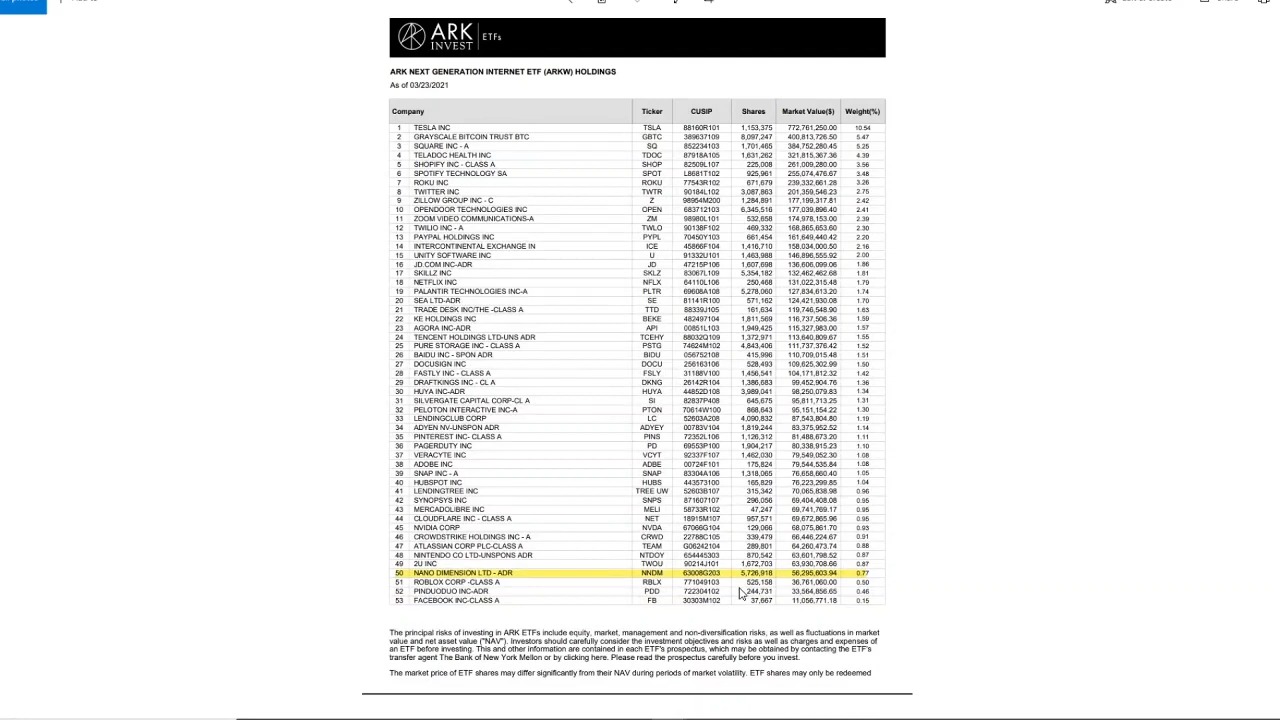 ARK
INVEST
ETFs
ARK NEXT GENERATION INTERNET ETF (ARKW) HOLDINGS
As of 03/23/2021
Company Ticker CUSIP Shares Market Value($) Weight(%)
1 TESLA INC TSLA 88160R101 1,153,375 772,761,250.00 10.54
2 GRAYSCALE BITCOIN TRUST BTC GBTC 389637109 8,097,247 400,813,726.50 5.47
3 SQUARE INC - A SQ 852234103 1,701,465 384,752,280.45 5.25
4 TELADOC HEALTH INC TDOC 87918A105 1,631,262 321,815,367.36 4.39
5 SHOPIFY INC - CLASS A SHOP 82509L107 225,008 261,009,280.00 3.56
6 SPOTIFY TECHNOLOGY SA SPOT L8681T102 925,961 255,074,476.67 3.48
7 ROKU INC ROKU 77543R102 671,679 239,332,661.28 3.26
8 TWITTER INC TWTR 90184L102 3,087,863 201,359,546.23 2.75
9 ZILLOW GROUP INC - C Z 98954M200 1,284,891 177,199,317.81 2.42
10 OPENDOOR TECHNOLOGIES INC OPEN 683712103 6,345,516 177,039,896.40 2.41
11 ZOOM VIDEO COMMUNICATIONS-A ZM 98980L101 532,658 174,978,153.00 2.39
12 TWILIO INC - A TWLO 90138F102 469,332 168,865,653.60 2.30
13 PAYPAL HOLDINGS INC PYPL 70450Y103 661,454 161,649,440.42 2.20
14 INTERCONTINENTAL EXCHANGE IN ICE 45866F104 1,416,710 158,034,000.50 2.16
15 UNITY SOFTWARE INC U 91332U101 1,463,988 146,896,555.92 2.00
16 JD.COM INC-ADR JD 47215P106 1,607,698 136,606,099.06 1.86
17 SKILLZ INC SKLZ 83067L109 5,354,182 132,462,462.68 1.81
18 NETFLIX INC NFLX 64110L106 250,468 131,022,315.48 1.79
19 PALANTIR TECHNOLOGIES INC-A PLTR 69608A108 5,278,060 127,834,613.20 1.74
20 SEA LTD-ADR SE 81141R100 571,162 124,421,930.08 1.70
21 TRADE DESK INC/THE -CLASS A TTD 88339J105 161,634 119,746,548.90 1.63
22 KE HOLDINGS INC BEKE 482497104 1,811,569 116,737,506.36 1.59
23 AGORA INC-ADR API 00851L103 1,949,425 115,327,983.00 1.57
24 TENCENT HOLDINGS LTD-UNS ADR TCEHY 88032Q109 1,372,971 113,640,809.67 1.55
25 PURE STORAGE INC - CLASS A PSTG 74624M102 4,843,406 111,737,376.42 1.52
26 BAIDU INC - SPON ADR BIDU 056752108 415,996 110,709,015.48 1.51
27 DOCUSIGN INC DOCU 256163106 528,493 109,625,302.99 1.50
28 FASTLY INC - CLASS A FSLY 31188V100 1,456,541 104,171,812.32 1.42
29 DRAFTKINGS INC - CL A DKNG 26142R104 1,386,683 99,452,904.76 1.36
30 HUYA INC-ADR HUYA 44852D108 3,989,041 98,250,079.83 1.34
31 SILVERGATE CAPITAL CORP-CL A SI 82837P408 645,675 95,811,713.25 1.31
32 PELOTON INTERACTIVE INC-A PTON 70614W100 868,643 95,151,154.22 1.30
33 LENDINGCLUB CORP LC 52603A208 4,090,832 87,543,804.80 1.19
34 ADYEN NV-UNSPON ADR ADYEY 00783V104 1,819,244 83,375,952.52 1.14
35 PINTEREST INC- CLASS A PINS 72352L106 1,126,312 81,488,673.20 1.11
36 PAGERDUTY INC PD 69553P100 1,904,217 80,338,915.23 1.10
37 VERACYTE INC VCYT 92337F107 1,462,030 79,549,052.30 1.08
38 ADOBE INC ADBE 00724F101 175,824 79,544,535.84 1.08
39 SNAP INC - A SNAP 83304A106 1,318,065 76,658,660.40 1.05
40 HUBSPOT INC HUBS 443573100 165,829 76,223,299.85 1.04
41 LENDINGTREE INC TREE UW 52603B107 315,342 70,065,838.98 0.96
42 SYNOPSYS INC SNPS 871607107 296,056 69,404,408.08 0.95
43 MERCADOLIBRE INC MELI 58733R102 47,247 69,741,769.17 0.95
44 CLOUDFLARE INC - CLASS A NET 18915M107 957,571 69,672,865.96 0.95
45 NVIDIA CORP NVDA 67066G104 129,066 68,075,861.70 0.93
46 CROWDSTRIKE HOLDINGS INC - A CRWD 22788C105 339,479 66,446,224.67 0.91
47 ATLASSIAN CORP PLC-CLASS A TEAM G06242104 289,801 64,260,473.74 0.88
48 NINTENDO CO LTD-UNSPONS ADR NTDOY 654445303 870,542 63,601,798.52 0.87
49 2U INC TWOU 90214J101 1,672,703 63,930,708.66 0.87
50 NANO DIMENSION LTD - ADR NNDM 63008G203 5,726,918 56,295,603.94 0.77
51 ROBLOX CORP -CLASS A RBLX 771049103 525,158 36,761,060.00 0.50
52 PINDUODUO INC-ADR PDD 722304102 244,731 33,564,856.65 0.46
53 FACEBOOK INC-CLASS A FB 30303M102 37,667 11,056,771.18 0.15
The principal risks of investing in ARK ETFs include equity, market, management and non-diversification risks, as well as fluctuations in market
value and net asset value ("NAV"). Investors should carefully consider the investment objectives and risks as well as charges and expenses of
an ETF before investing. This and other information are contained in each ETF's prospectus, which may be obtained by contacting the ETF's
transfer agent The Bank of New York Mellon or by clicking here. Please read the prospectus carefully before you invest.
The market price of ETF shares may differ significantly from their NAV during periods of market volatility. ETF shares may only be redeemed